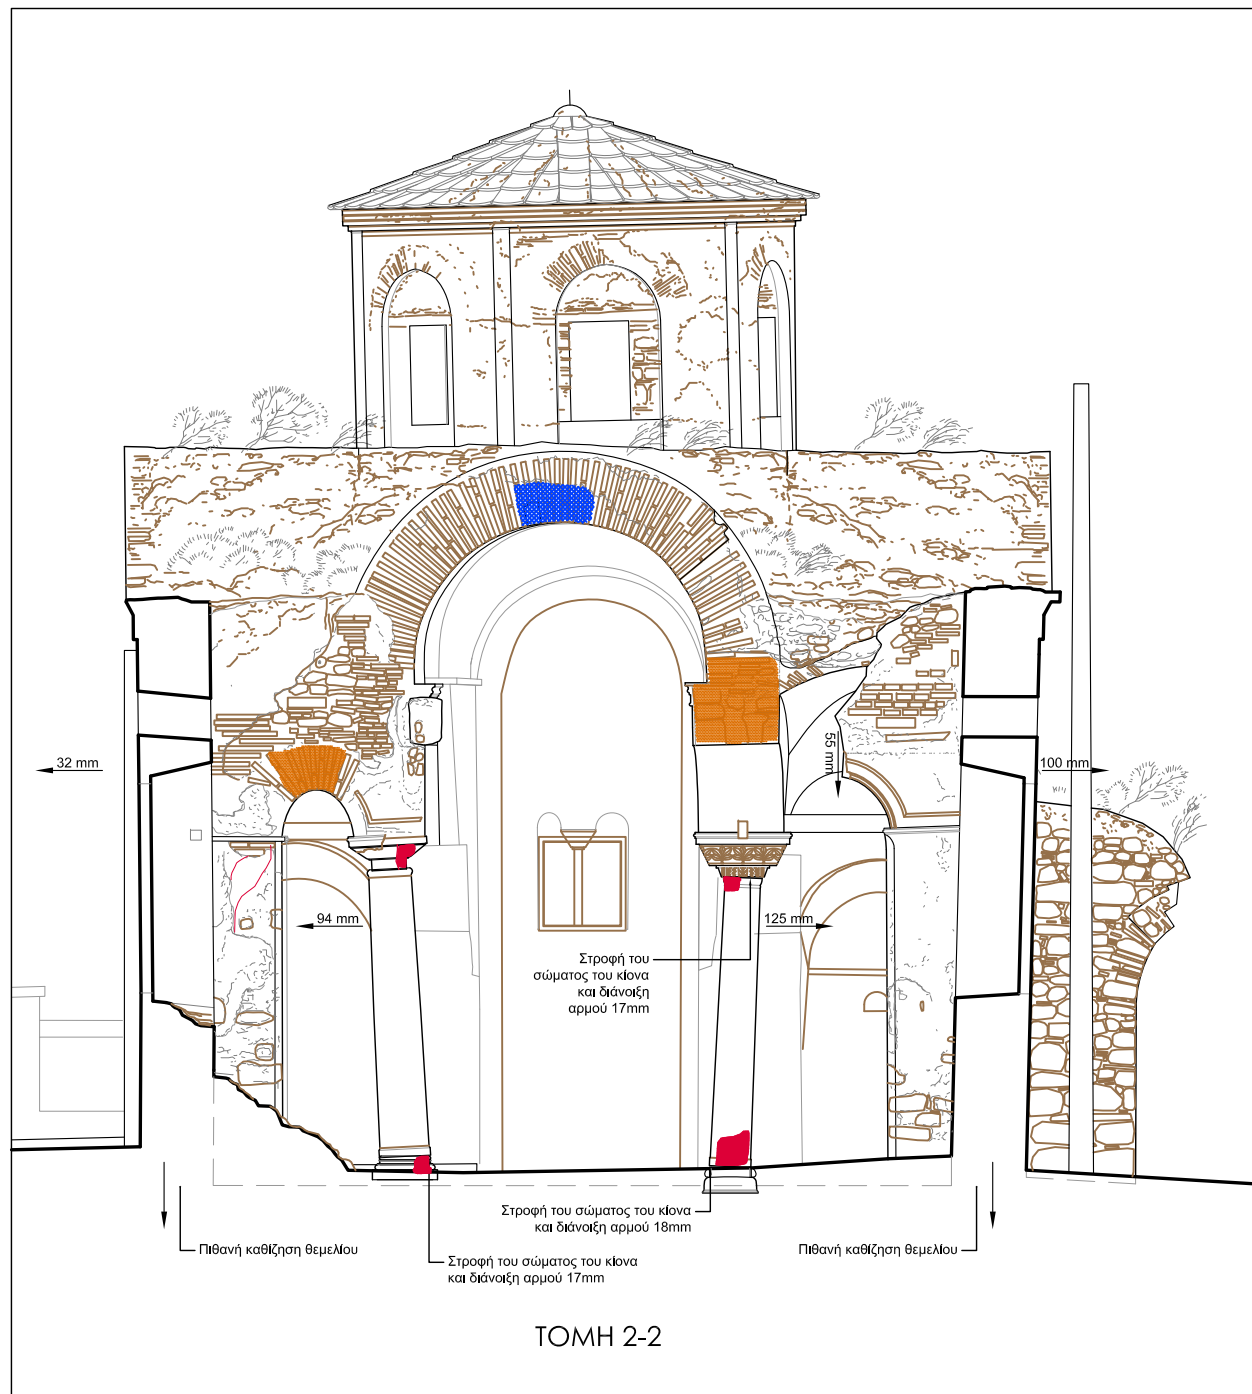 55 mm
32 mm
100 mm
94 mm
125 mm
Στροφή του
σώματος του κίονα
και διάνοιξη
αρμού 17mm
Στροφή του σώματος του κίονα
και διάνοιξη αρμού 18mm
Πιθανή καθίζηση θεμελίου
Πιθανή καθίζηση θεμελίου
Στροφή του σώματος του κίονα
και διάνοιξη αρμού 17mm
ΤΟΜΗ 2-2